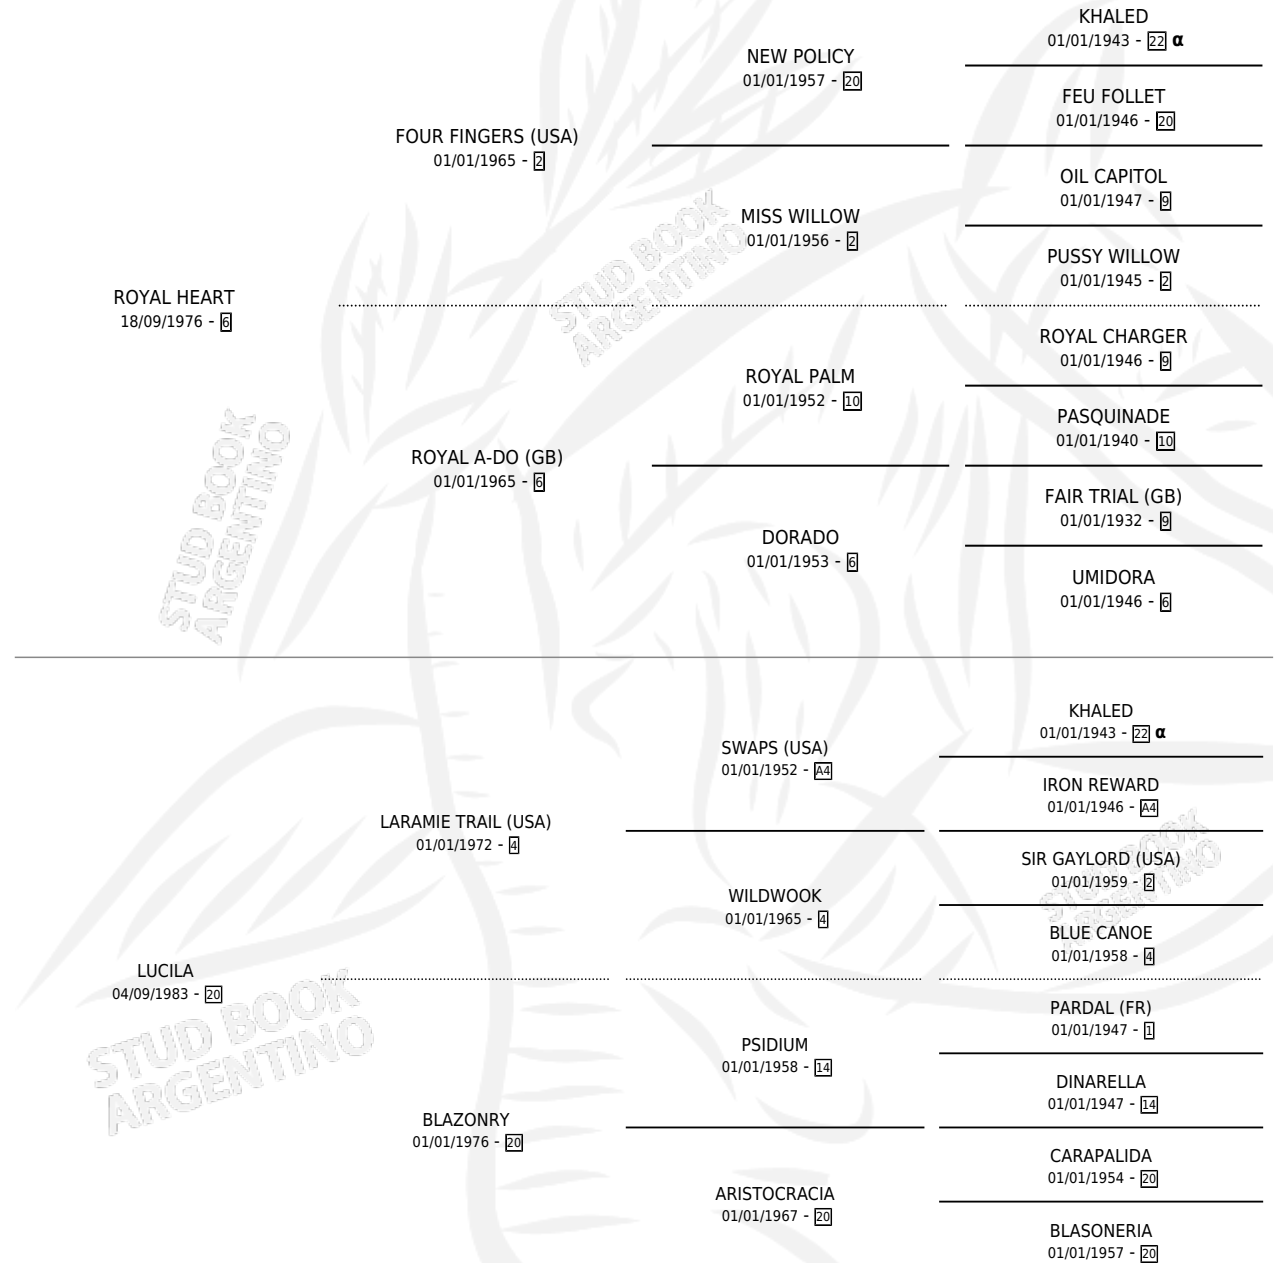 KHALED
01/01/1943 - 22 α
NEW POLICY
01/01/1957 - 20
FEU FOLLET
01/01/1946 - 20
FOUR FINGERS (USA)
01/01/1965 - 2
OIL CAPITOL
01/01/1947 - 9
MISS WILLOW
01/01/1956 - 2
PUSSY WILLOW
01/01/1945 - 2
STUD BOOK
ARGENTINO
ROYAL HEART
18/09/1976 - 6
ROYAL CHARGER
01/01/1946 - 9
ROYAL PALM
01/01/1952 - 10
PASQUINADE
01/01/1940 - 10
ROYAL A-DO (GB)
01/01/1965 - 6
FAIR TRIAL (GB)
01/01/1932 - 9
DORADO
01/01/1953 - 6
UMIDORA
01/01/1946 - 6
STUD BOOK
ARGENTINO
KHALED
01/01/1943 - 22 α
SWAPS (USA)
01/01/1952 - A4
IRON REWARD
01/01/1946 - A4
LARAMIE TRAIL (USA)
01/01/1972 - 4
SIR GAYLORD (USA)
01/01/1959 - 2
WILDWOOK
01/01/1965 - 4
BLUE CANOE
01/01/1958 - 4
STUD BOOK
ARGENTINO
LUCILA
04/09/1983 - 20
PARDAL (FR)
01/01/1947 - 1
PSIDIUM
01/01/1958 - 14
DINARELLA
01/01/1947 - 14
STUD BOOK
ARGENTINO
BLAZONRY
01/01/1976 - 20
CARAPALIDA
01/01/1954 - 20
ARISTOCRACIA
01/01/1967 - 20
BLASONERIA
01/01/1957 - 20